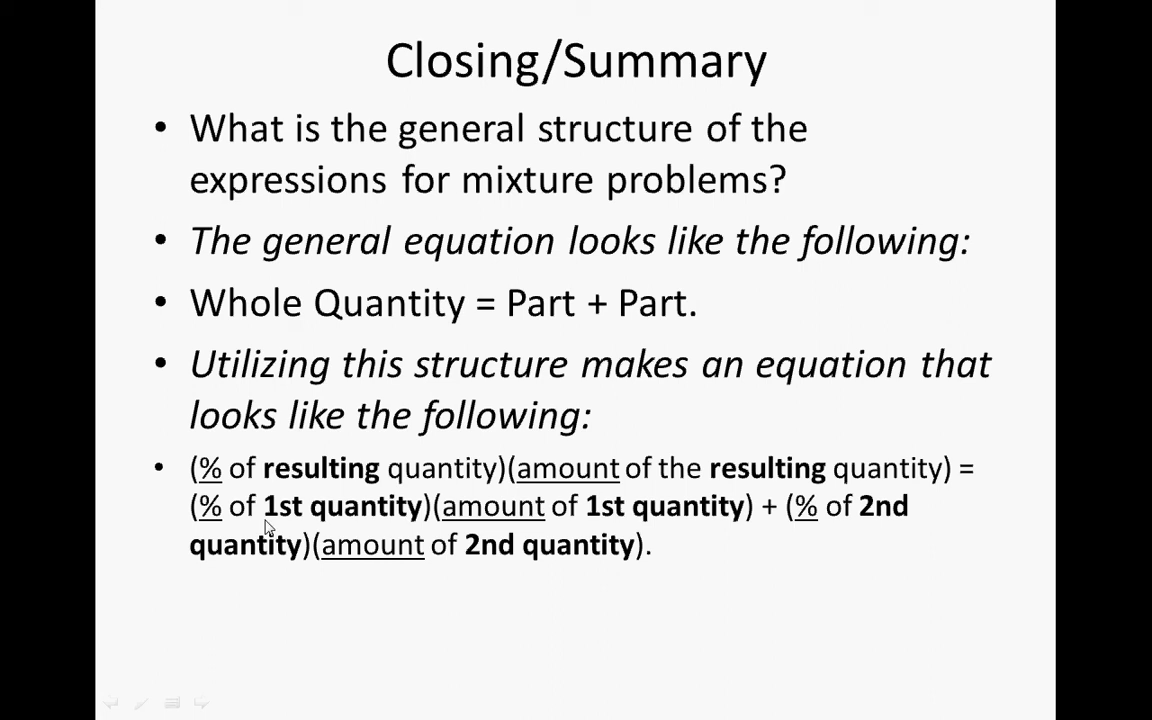 Closing/Summary
• What is the general structure of the
expressions for mixture problems?
• The general equation looks like the following:
• Whole Quantity = Part + Part.
• Utilizing this structure makes an equation that
looks like the following:
• (% of resulting quantity)(amount of the resulting quantity) =
(% of 1st quantity)(amount of 1st quantity) + (% of 2nd
quantity)(amount of 2nd quantity).